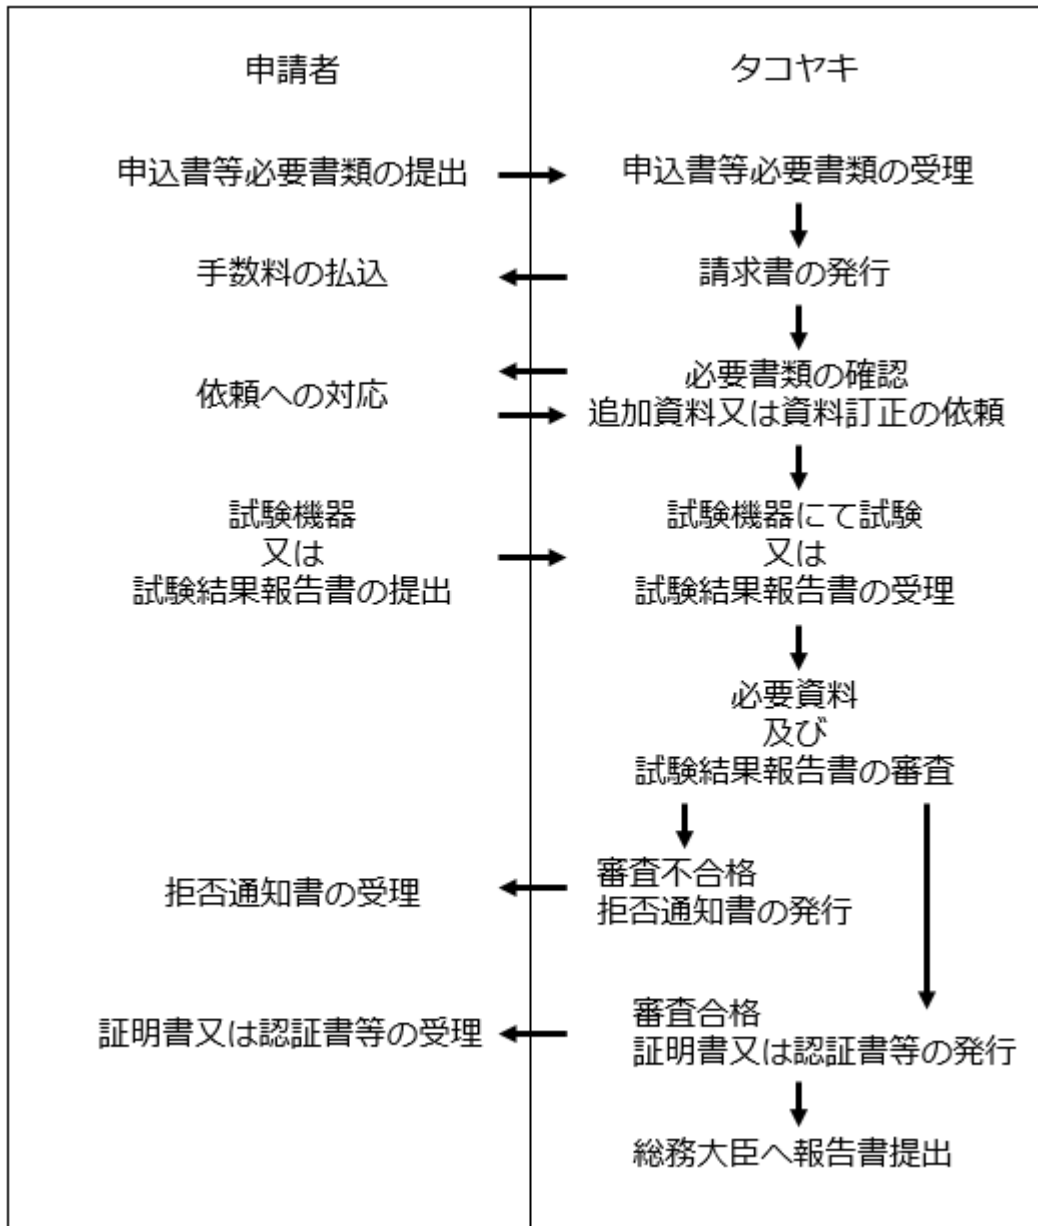 申請者
タコヤキ
申込書等必要書類の提出
申込書等必要書類の受理
手数料の払込
請求書の発行
依頼への対応
必要書類の確認
追加資料又は資料訂正の依頼
試験機器
又は
試験結果報告書の提出
試験機器にて試験
又は
試験結果報告書の受理
必要資料
及び
試験結果報告書の審査
拒否通知書の受理
審査不合格
拒否通知書の発行
証明書又は認証書等の受理
審査合格
証明書又は認証書等の発行
総務大臣へ報告書提出